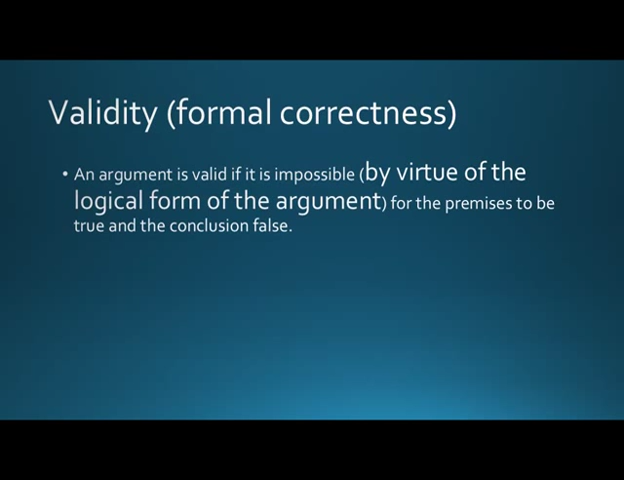 Validity (formal correctness)
• An argument is valid if it is impossible (by virtue of the
logical form of the argument) for the premises to be
true and the conclusion false.